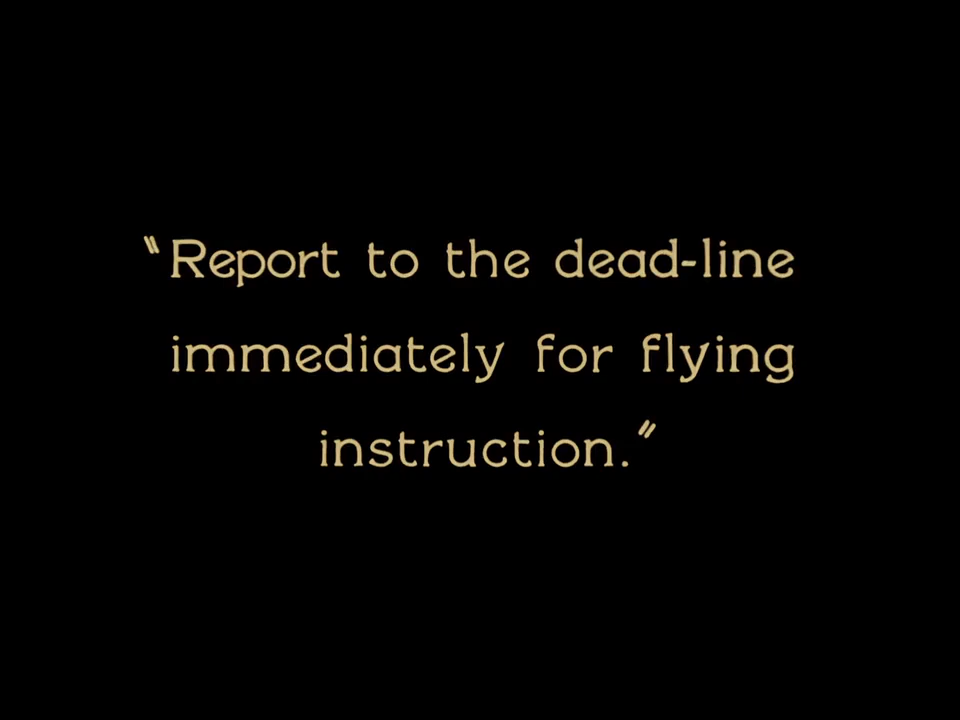 “Report to the dead-line
immediately for flying
instruction.”